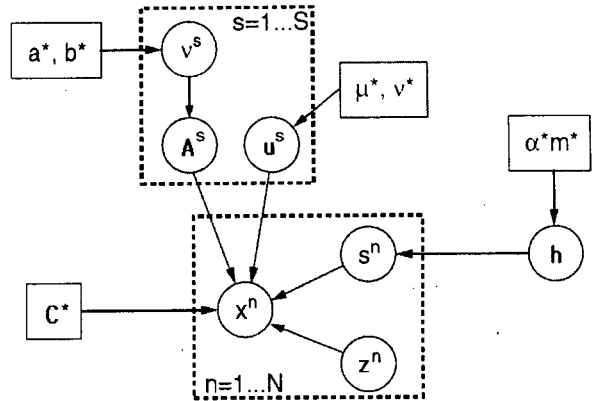 s=1...S
a*, b*
ν^s
μ*, ν*
A^s
u^s
α*m*
s^n
h
C*
x^n
z^n
n=1...N